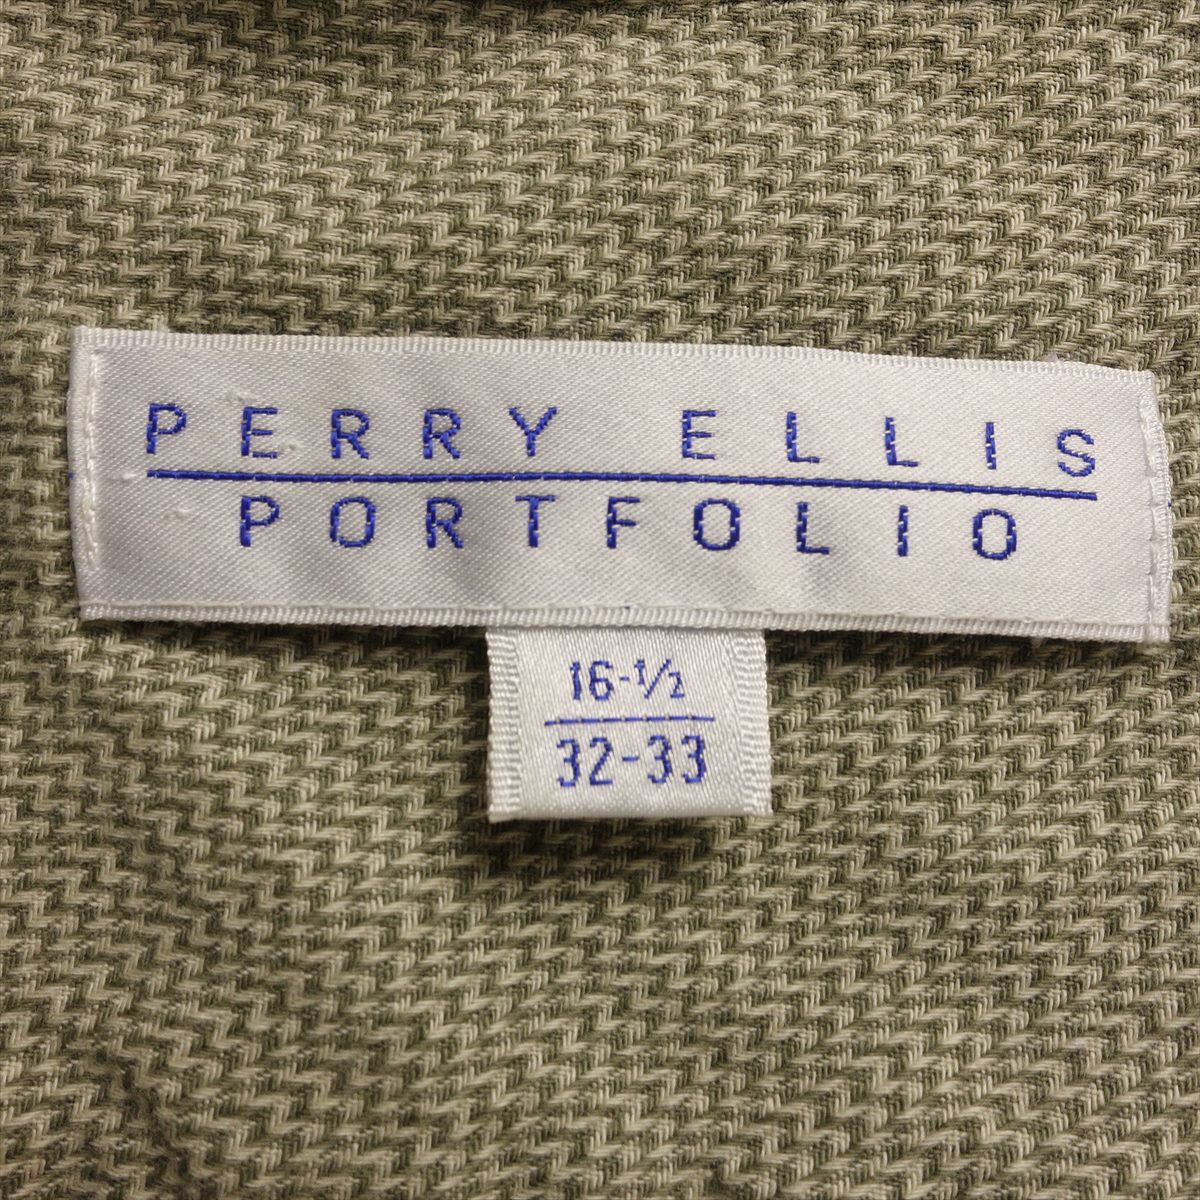 PERRY ELLIS
PORTFOLIO
16-1/2
32-33